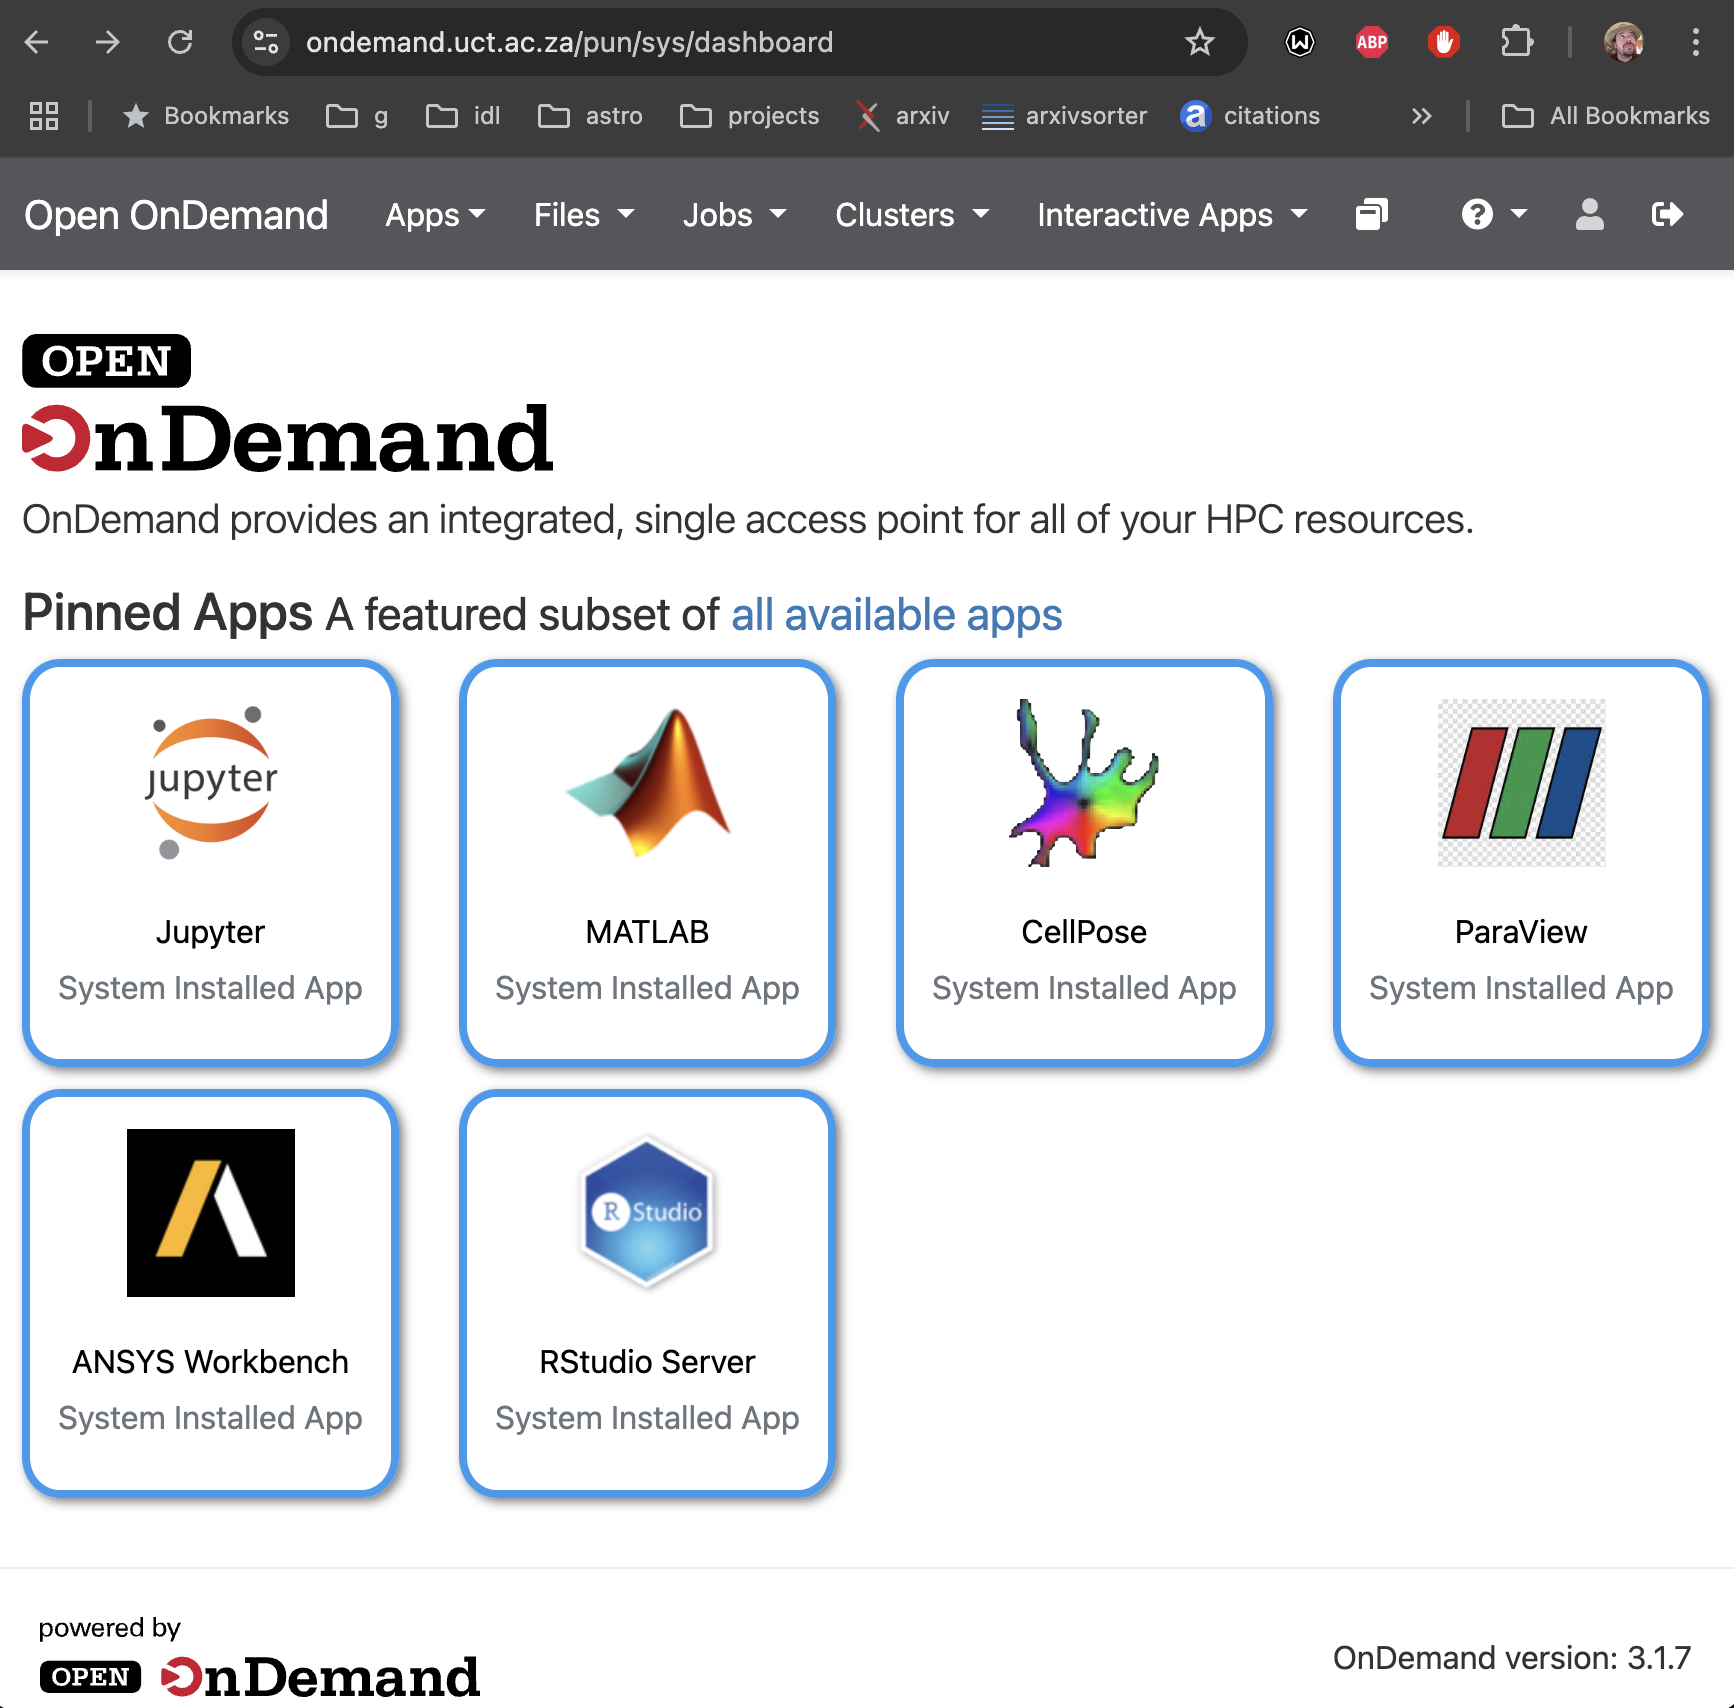 ondemand.uct.ac.za/pun/sys/dashboard
W
ABP
Bookmarks g idl astro projects arxiv arxivsorter a citations All Bookmarks
Open OnDemand Apps Files Jobs Clusters Interactive Apps ?
OPEN
OnDemand
OnDemand provides an integrated, single access point for all of your HPC resources.
Pinned Apps A featured subset of all available apps
jupyter
Jupyter
System Installed App
MATLAB
System Installed App
CellPose
System Installed App
ParaView
System Installed App
ANSYS Workbench
System Installed App
R Studio
RStudio Server
System Installed App
powered by
OPEN OnDemand
OnDemand version: 3.1.7